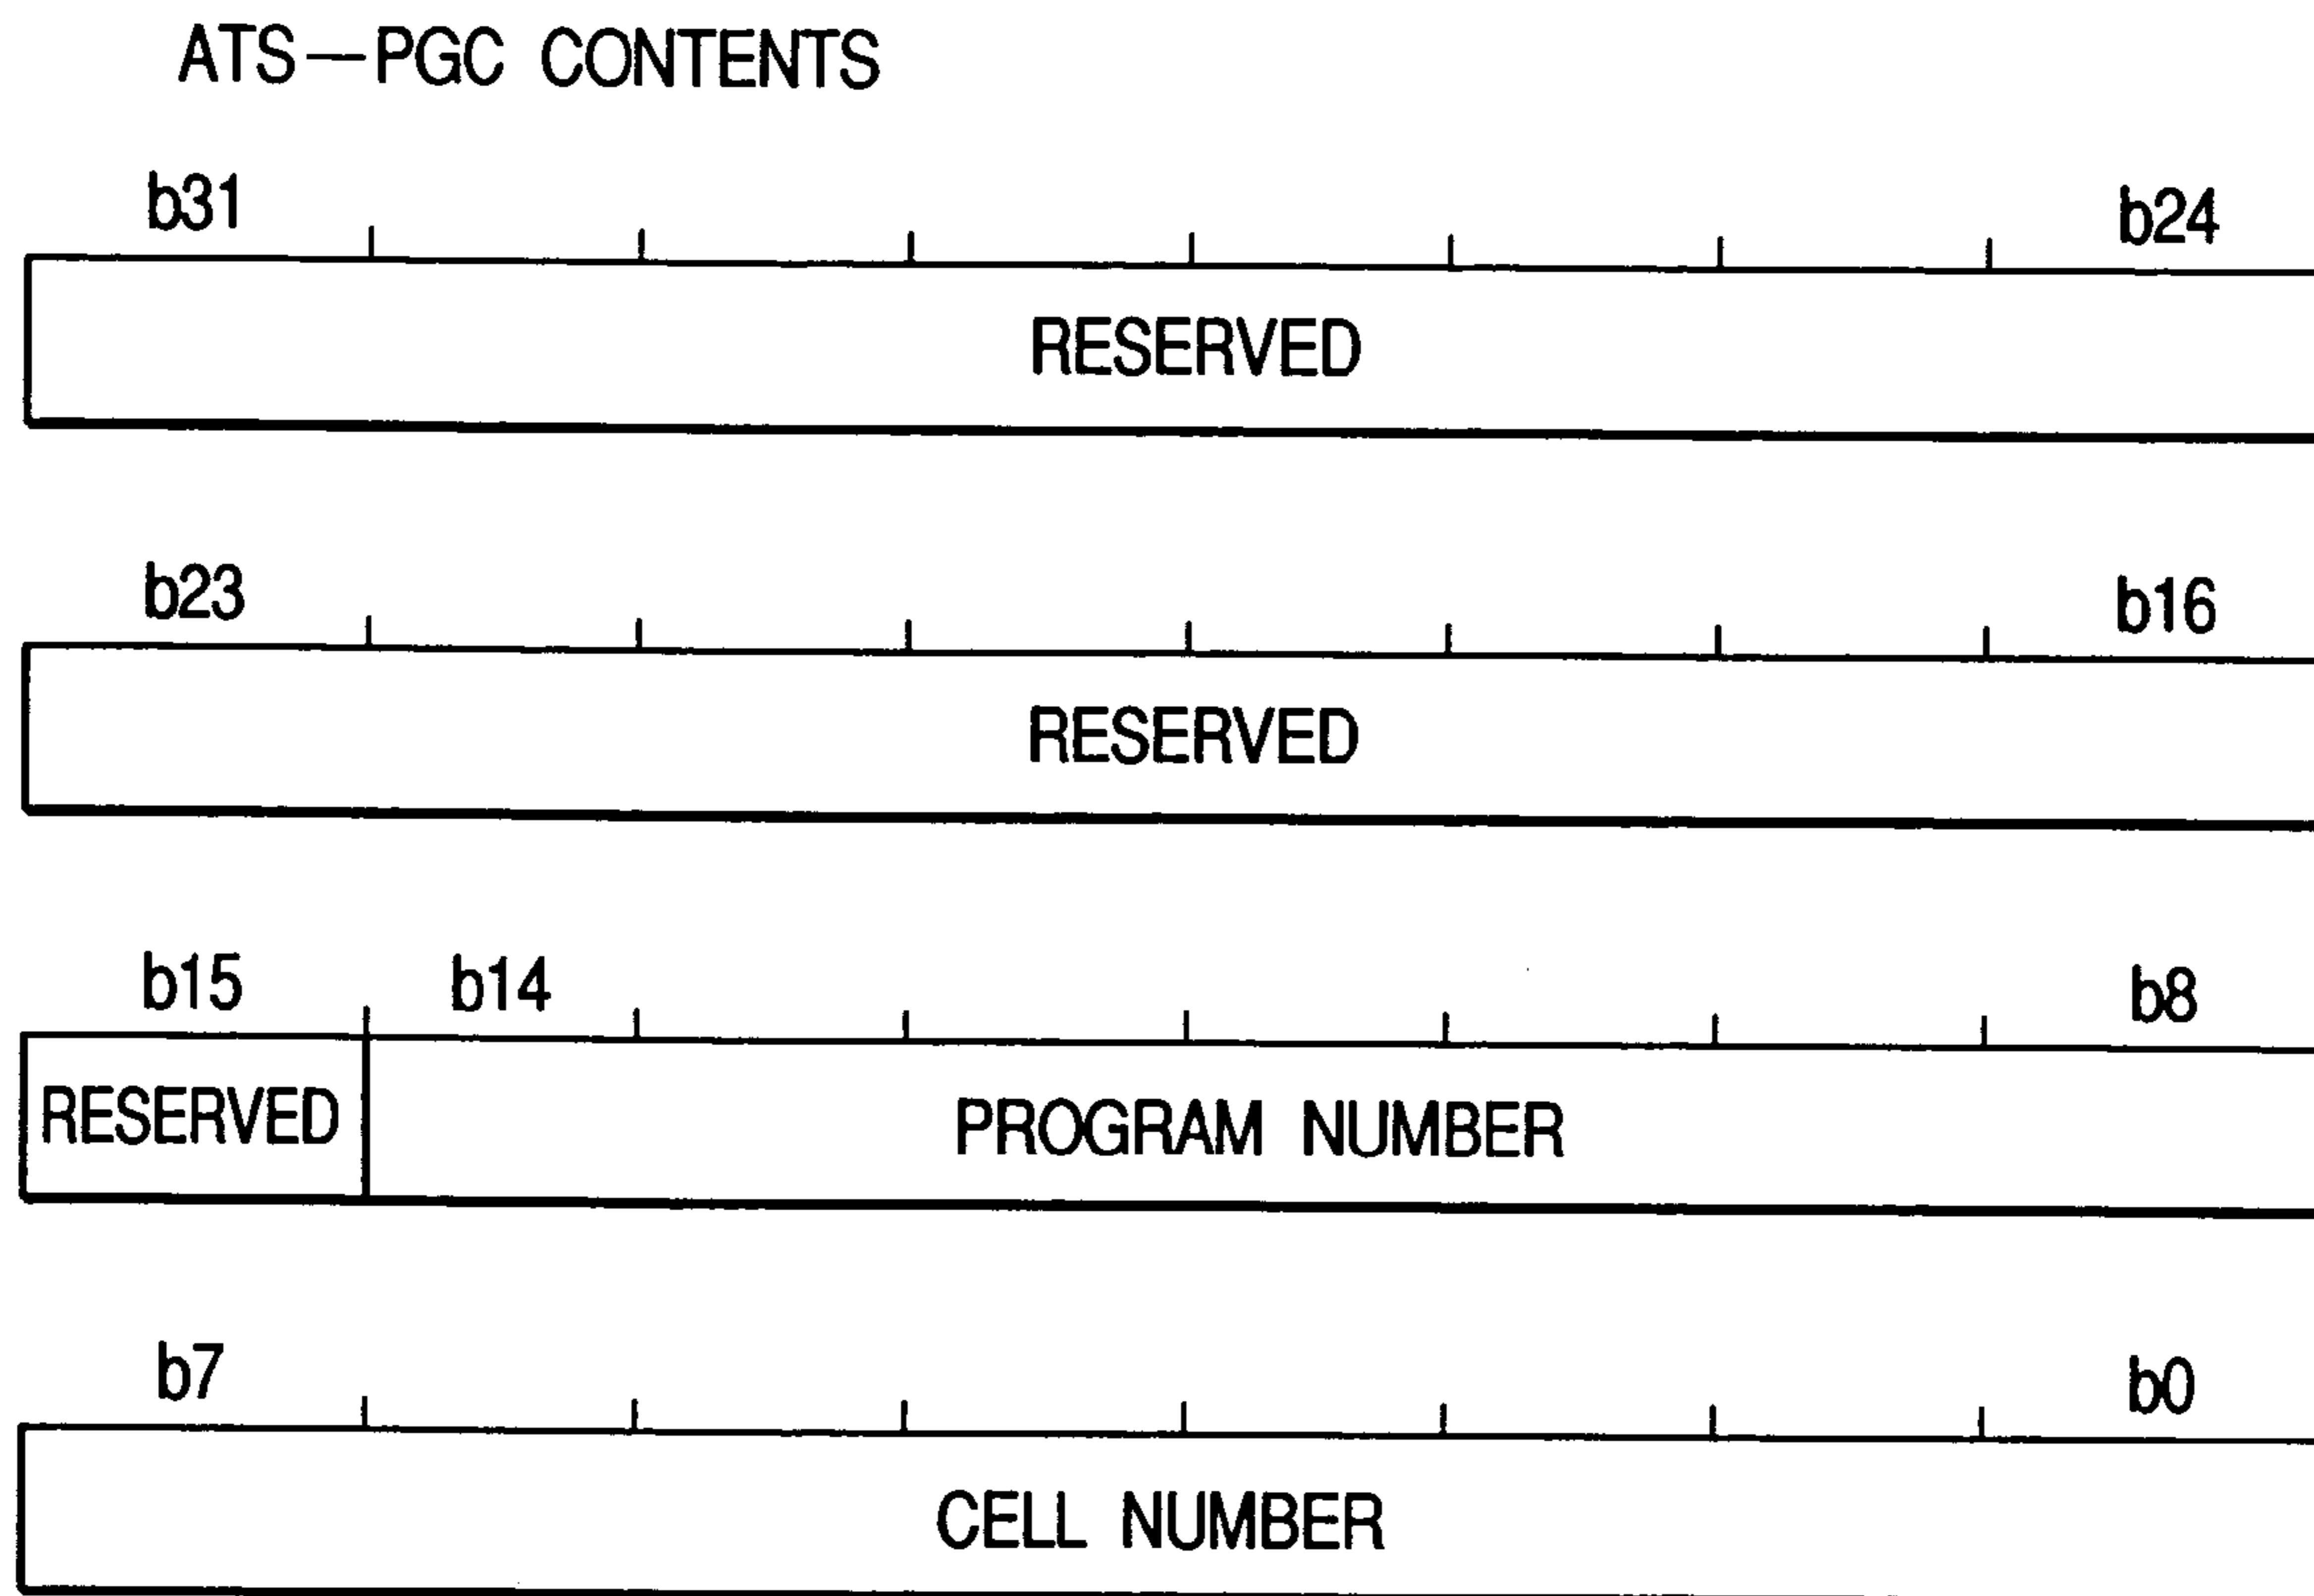 ATS—PGC CONTENTS
b31 b24
RESERVED
b23 b16
RESERVED
b15 b14 b8
RESERVED PROGRAM NUMBER
b7 b0
CELL NUMBER